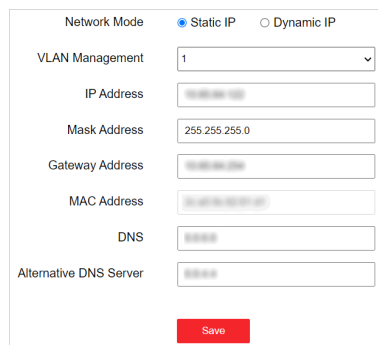 Network Mode Static IP Dynamic IP
VLAN Management 1
IP Address
Mask Address 255.255.255.0
Gateway Address
MAC Address
DNS
Alternative DNS Server
Save